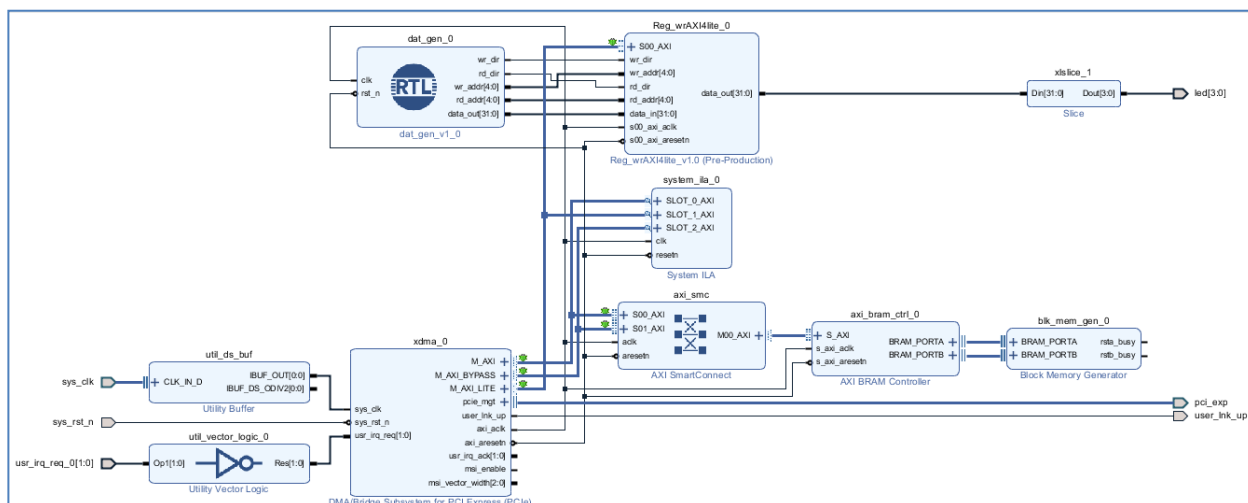 Reg_wrAXI4lite_0
dat_gen_0
clk
rst_n
RTL
wr_dir
rd_dir
wr_addr[4:0]
rd_addr[4:0]
data_out[31:0]
dat_gen_v1_0
S00_AXI
wr_dir
wr_addr[4:0]
rd_dir
rd_addr[4:0]
data_in[31:0]
s00_axi_aclk
s00_axi_aresetn
data_out[31:0]
Reg_wrAXI4lite_v1.0 (Pre-Production)
xlslice_1
Din[31:0] Dout[3:0]
Slice
led[3:0]
system_ila_0
SLOT_0_AXI
SLOT_1_AXI
SLOT_2_AXI
clk
resetn
System ILA
axi_smc
S00_AXI
S01_AXI
aclk
aresetn
M00_AXI
AXI SmartConnect
axi_bram_ctrl_0
S_AXI
s_axi_aclk
s_axi_aresetn
BRAM_PORTA
BRAM_PORTB
AXI BRAM Controller
blk_mem_gen_0
BRAM_PORTA
BRAM_PORTB
rsta_busy
rstb_busy
Block Memory Generator
sys_clk
util_ds_buf
CLK_IN_D
IBUF_OUT[0:0]
IBUF_DS_ODIV2[0:0]
Utility Buffer
sys_rst_n
usr_irq_req_0[1:0]
util_vector_logic_0
Op1[1:0] Res[1:0]
Utility Vector Logic
xdma_0
sys_clk
sys_rst_n
usr_irq_req[1:0]
M_AXI
M_AXI_BYPASS
M_AXI_LITE
pcie_mgt
user_lnk_up
axi_aclk
axi_aresetn
usr_irq_ack[1:0]
msi_enable
msi_vector_width[2:0]
DMA/Bridge Subsystem for PCI Express (PCIe)
pci_exp
user_lnk_up